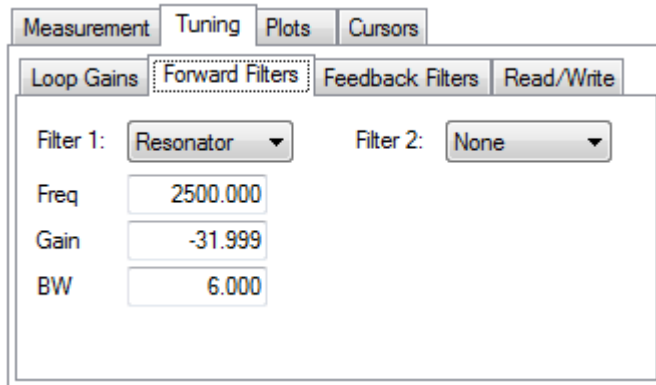 Measurement Tuning Plots Cursors
Loop Gains Forward Filters Feedback Filters Read/Write
Filter 1: Resonator Filter 2: None
Freq 2500.000
Gain -31.999
BW 6.000